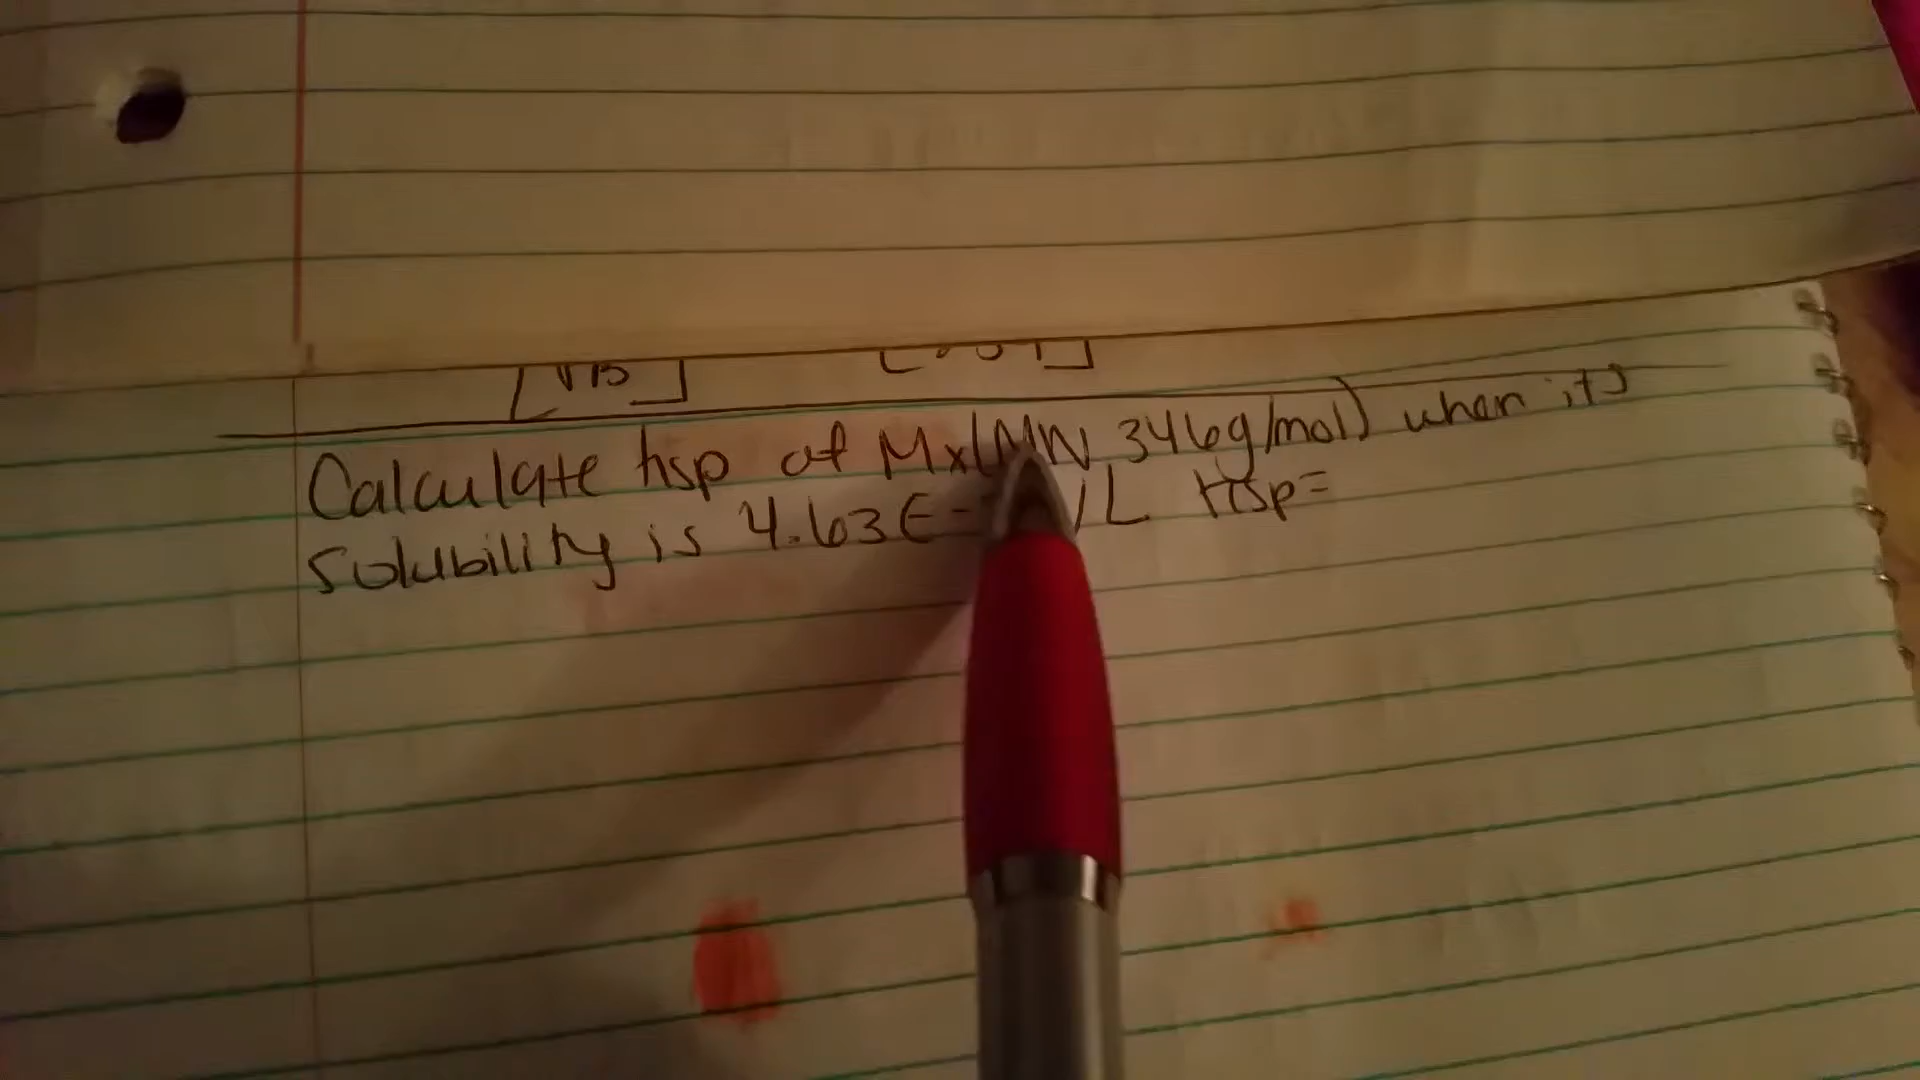 Calculate ksp of Mx(MW 346g/mol) when its
Solubility is 4.63E- /L Ksp=